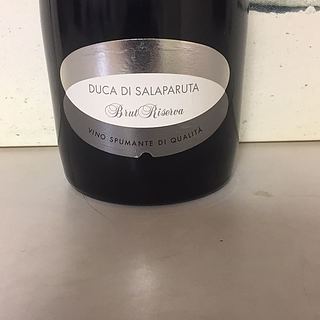 DUCA DI SALAPARUTA
Brut Riserva
VINO SPUMANTE DI QUALITÀ